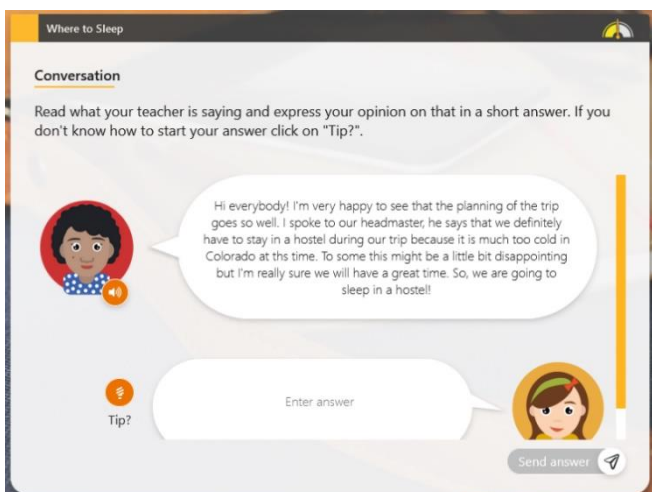 Where to Sleep
Conversation
Read what your teacher is saying and express your opinion on that in a short answer. If you
don't know how to start your answer click on "Tip?".
Hi everybody! I'm very happy to see that the planning of the trip
goes so well. I spoke to our headmaster, he says that we definitely
have to stay in a hostel during our trip because it is much too cold in
Colorado at ths time. To some this might be a little bit disappointing
but I'm really sure we will have a great time. So, we are going to
sleep in a hostel!
Enter answer
Tip?
Send answer